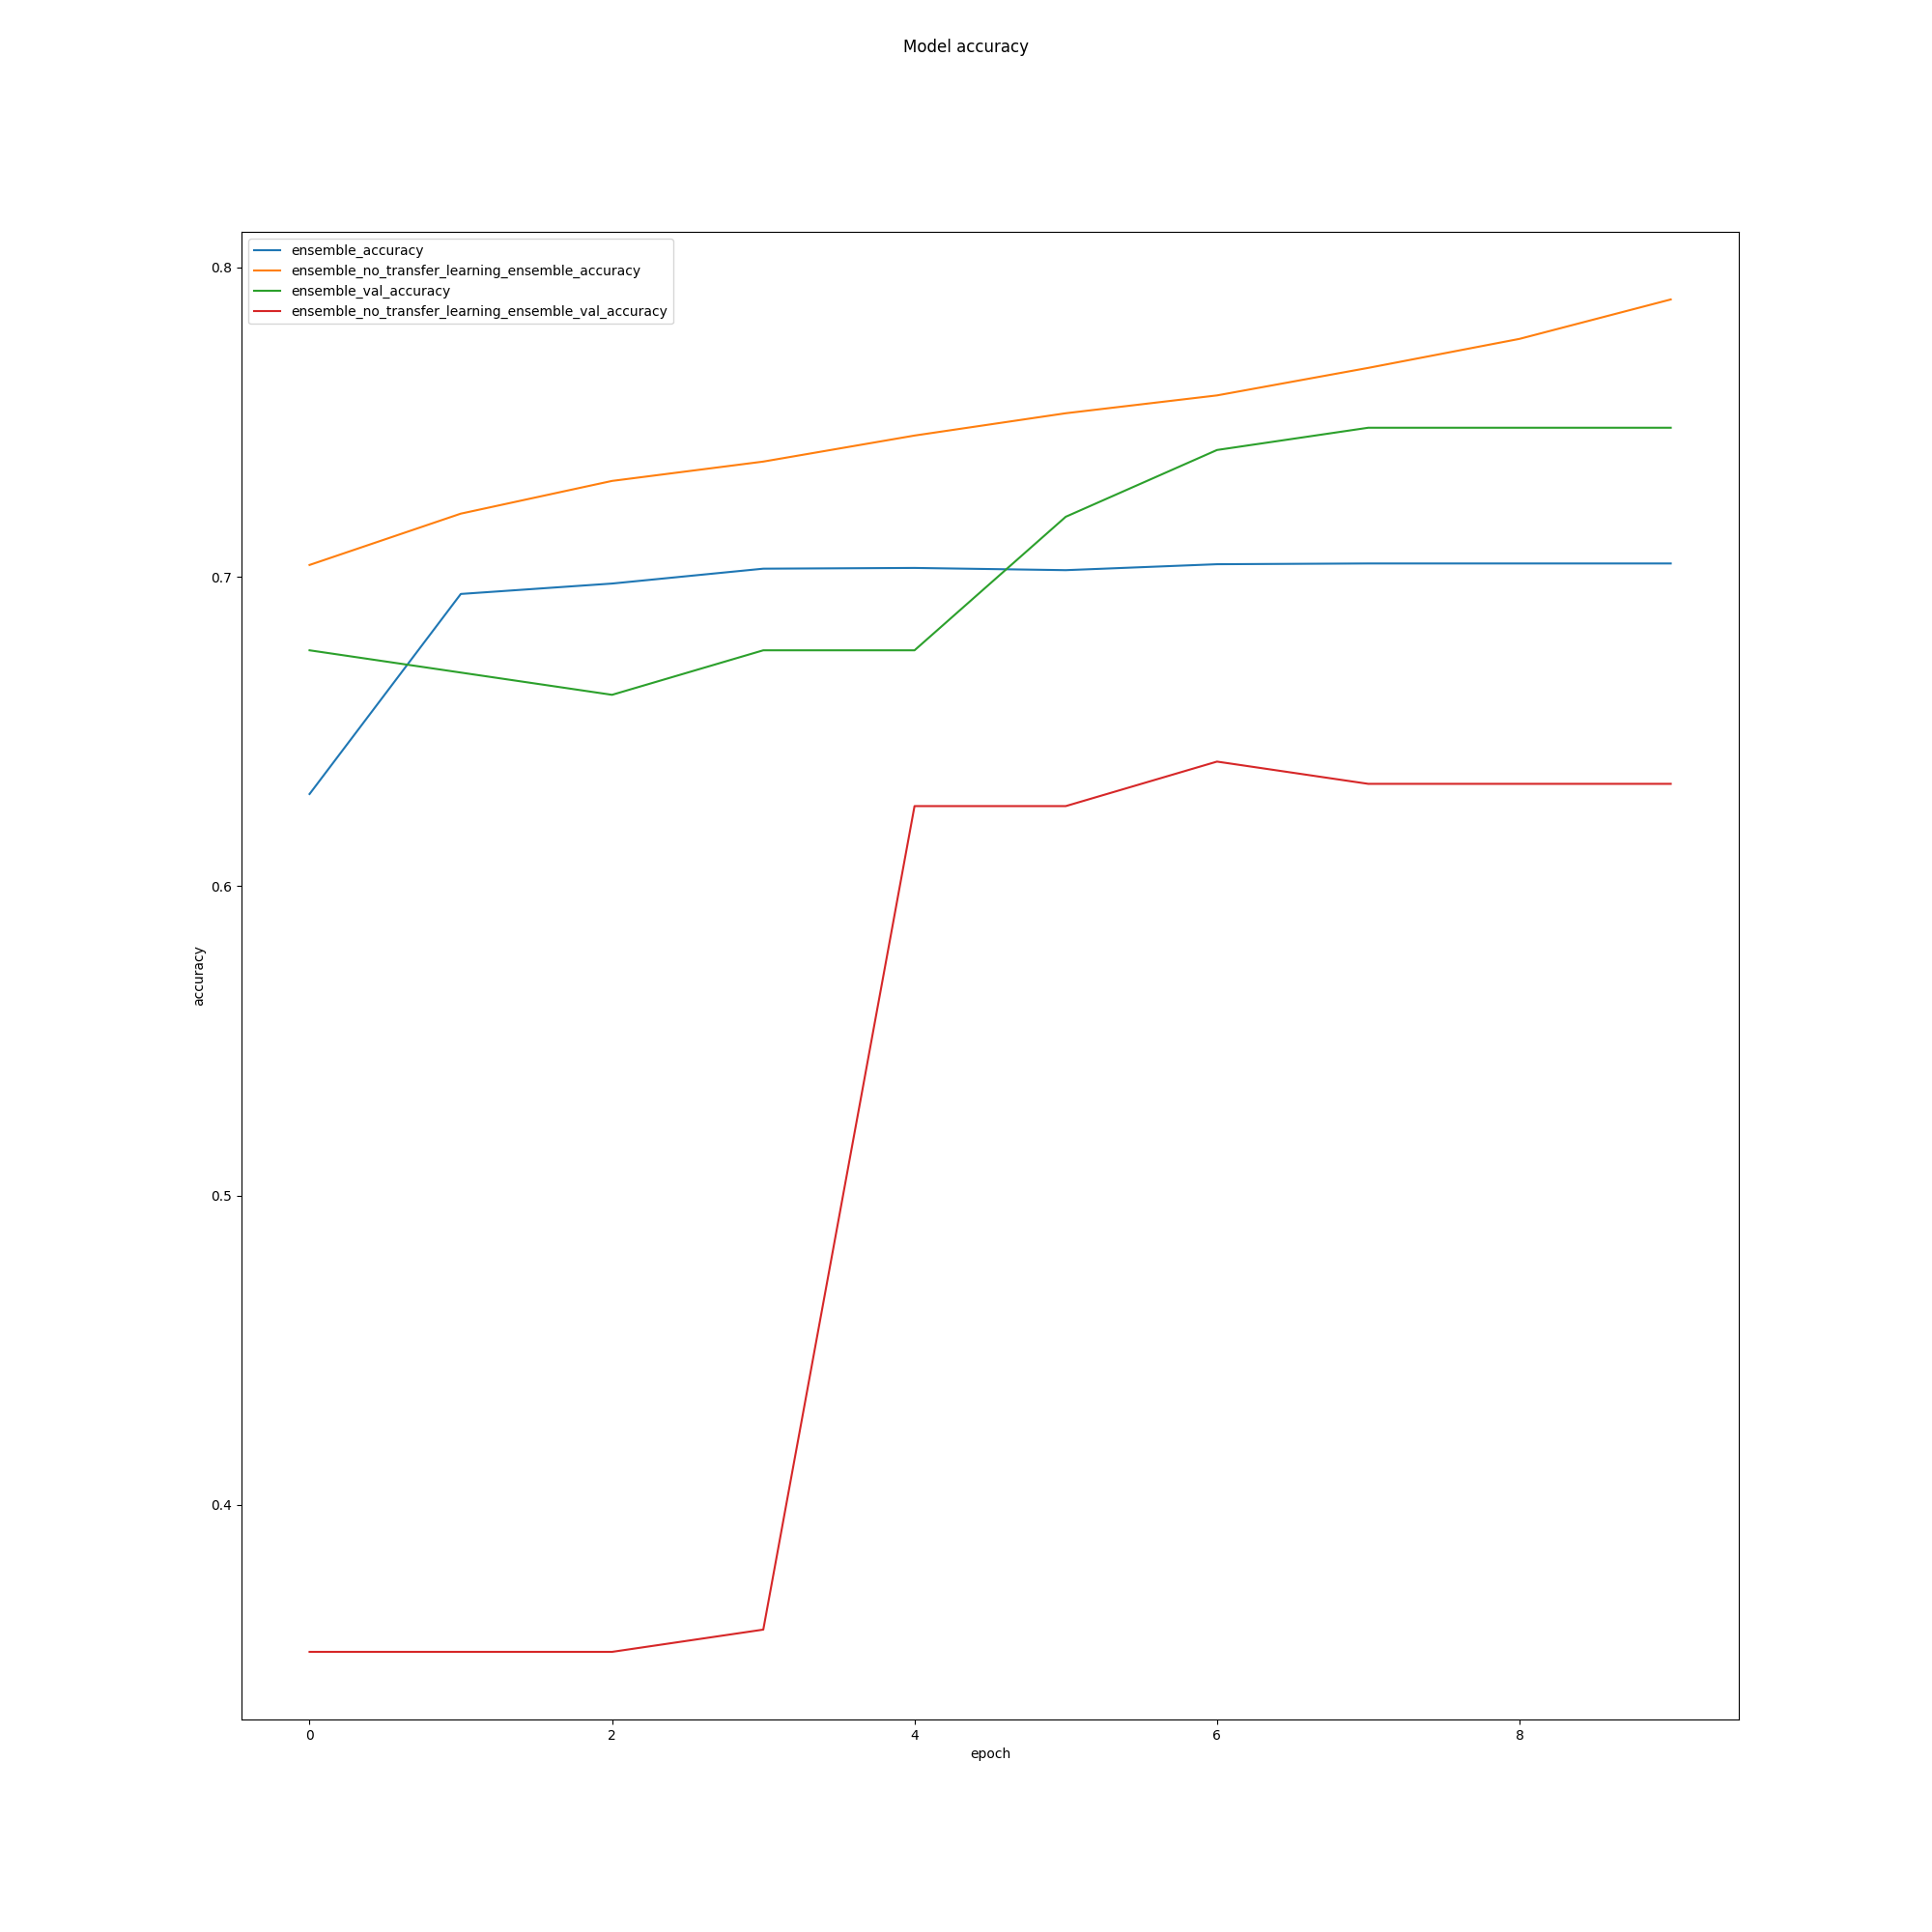 Model accuracy
ensemble_accuracy
ensemble_no_transfer_learning_ensemble_accuracy
ensemble_val_accuracy
ensemble_no_transfer_learning_ensemble_val_accuracy
0.8
0.7
0.6
0.5
0.4
accuracy
0 2 4 6 8
epoch